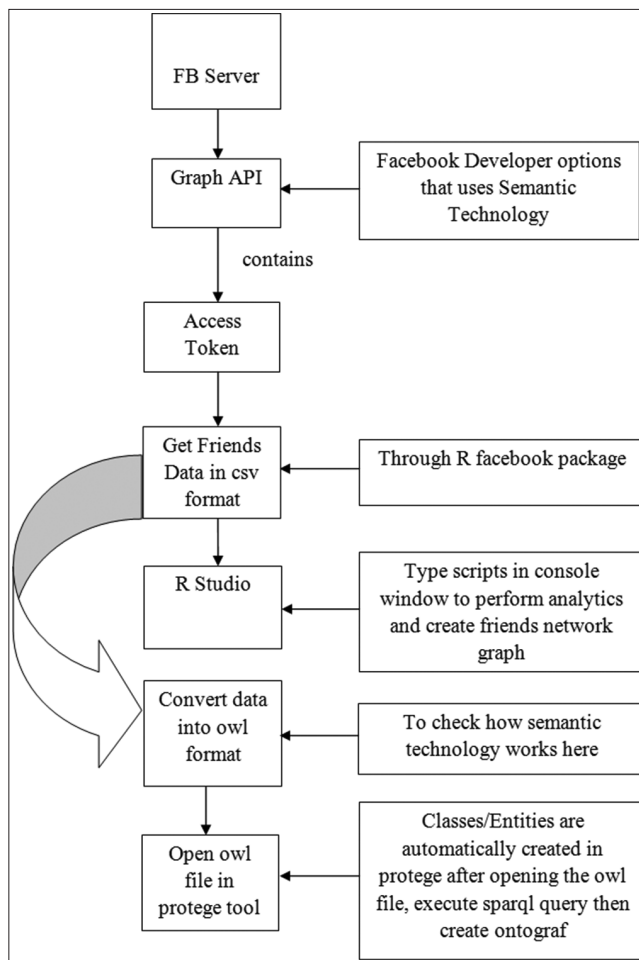 FB Server
Graph API
Facebook Developer options
that uses Semantic
Technology
contains
Access
Token
Get Friends
Data in csv
format
Through R facebook package
R Studio
Type scripts in console
window to perform analytics
and create friends network
graph
Convert data
into owl
format
To check how semantic
technology works here
Open owl
file in
protege tool
Classes/Entities are
automatically created in
protege after opening the owl
file, execute sparql query then
create ontograf